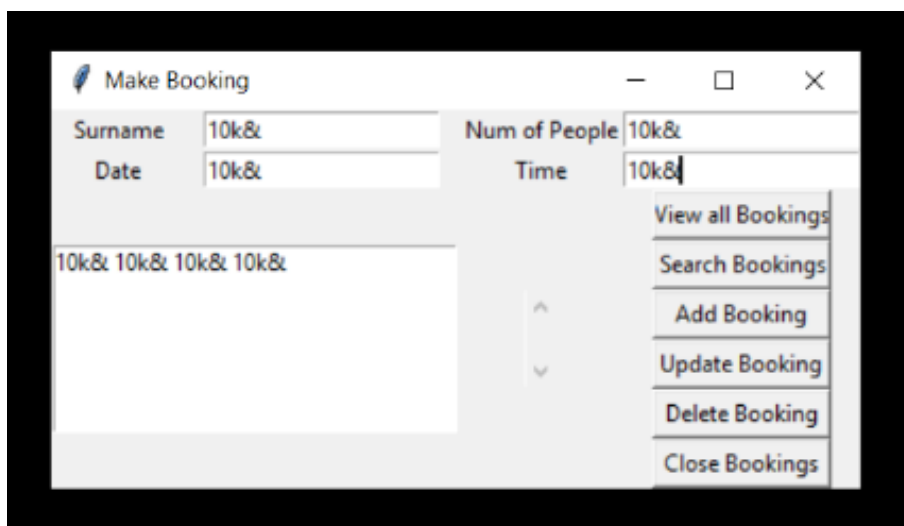 Make Booking
Surname 10k& Num of People 10k&
Date 10k& Time 10k&
View all Bookings
10k& 10k& 10k& 10k&
Search Bookings
Add Booking
Update Booking
Delete Booking
Close Bookings